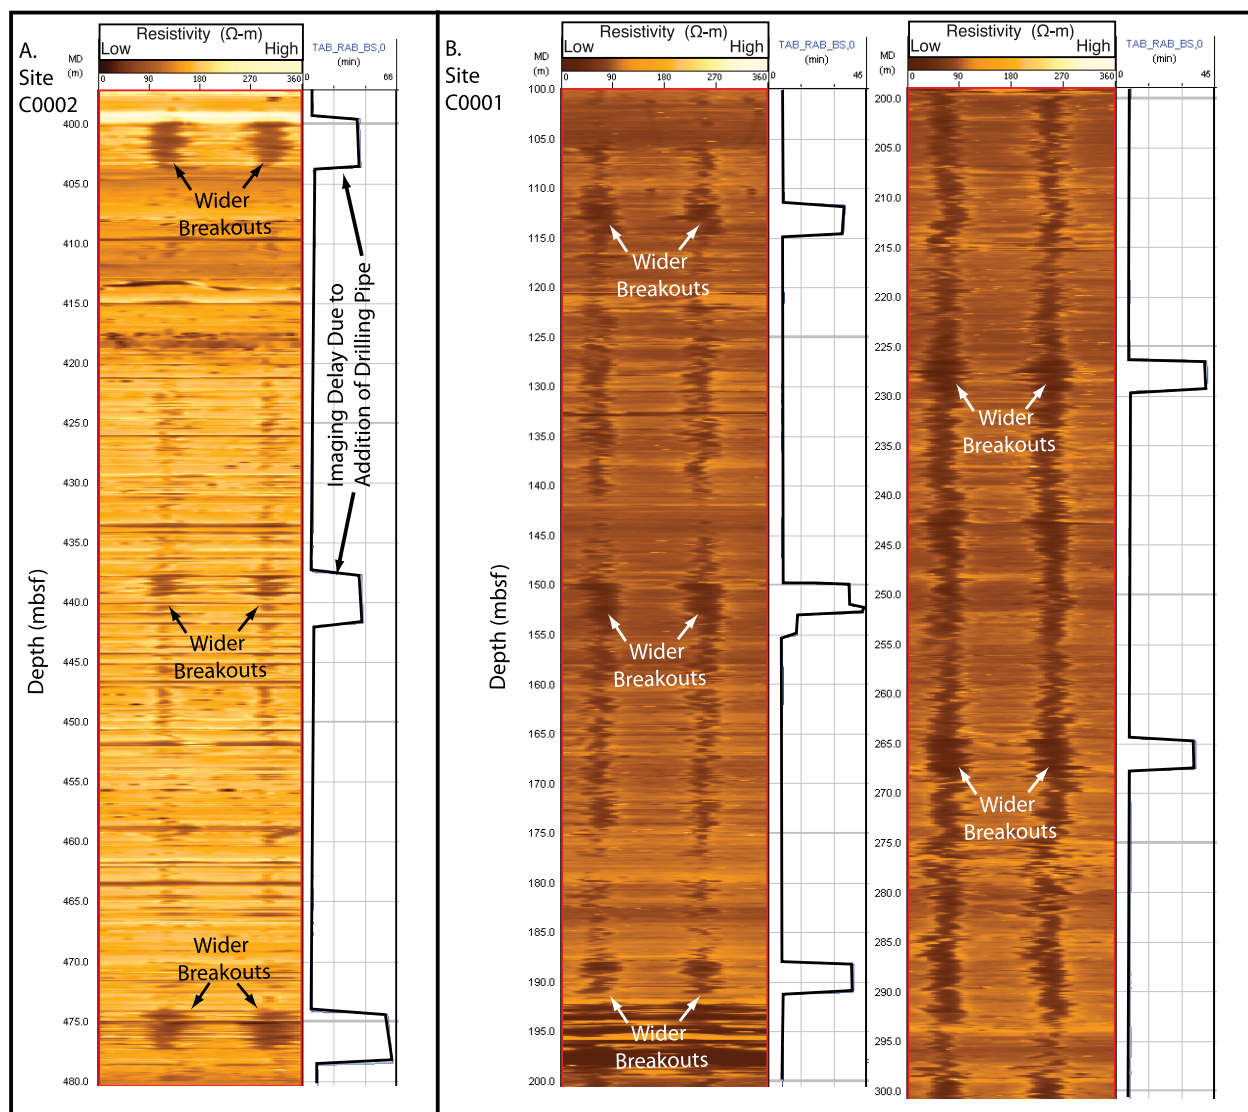 A.
Site
C0002
Resistivity (Ω-m)
Low High
MD
(m)
0 90 180 270 360
TAB_RAB_BS,0
(min)
0 66
Depth (mbsf)
400.0
405.0
410.0
415.0
420.0
425.0
430.0
435.0
440.0
445.0
450.0
455.0
460.0
465.0
470.0
475.0
480.0
Wider
Breakouts
Imaging Delay Due to
Addition of Drilling Pipe
Wider
Breakouts
Wider
Breakouts
B.
Site
C0001
Resistivity (Ω-m)
Low High
MD
(m)
0 90 180 270 360
TAB_RAB_BS,0
(min)
0 45
Depth (mbsf)
100.0
105.0
110.0
115.0
120.0
125.0
130.0
135.0
140.0
145.0
150.0
155.0
160.0
165.0
170.0
175.0
180.0
185.0
190.0
195.0
200.0
Wider
Breakouts
Wider
Breakouts
Wider
Breakouts
Resistivity (Ω-m)
Low High
MD
(m)
0 90 180 270 360
TAB_RAB_BS,0
(min)
0 45
200.0
205.0
210.0
215.0
220.0
225.0
230.0
235.0
240.0
245.0
250.0
255.0
260.0
265.0
270.0
275.0
280.0
285.0
290.0
295.0
300.0
Wider
Breakouts
Wider
Breakouts